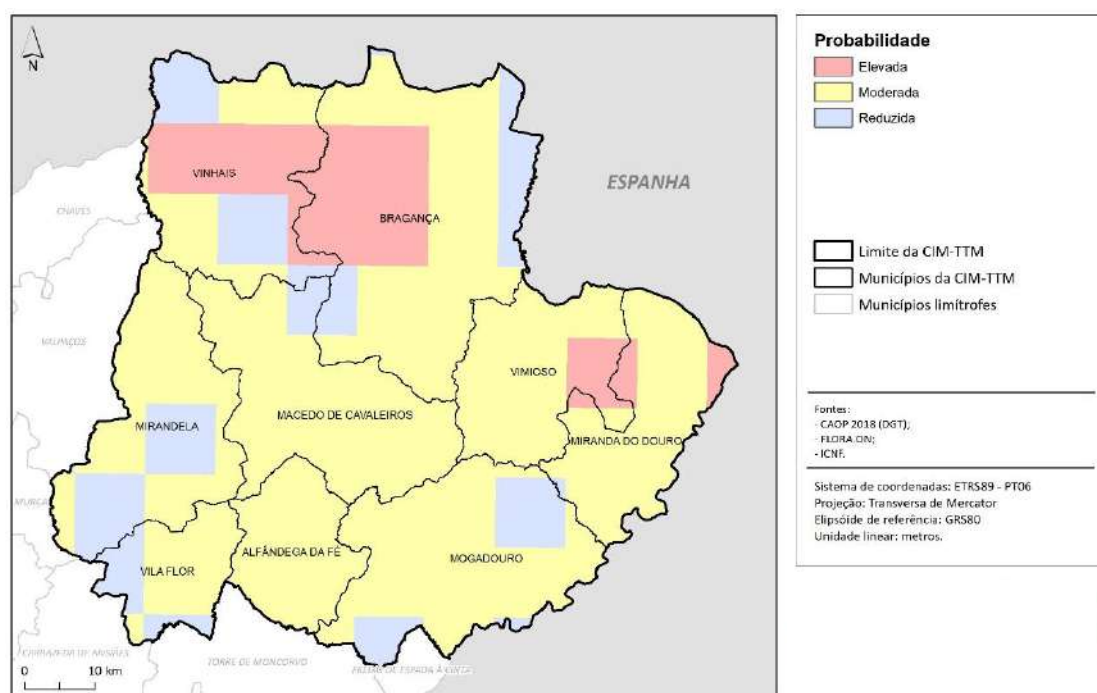 N
VINHAIS
BRAGANÇA
ESPANHA
CHAVES
VALPAÇOS
VIMIOSO
MACEDO DE CAVALEIROS
MIRANDELA
MIRANDA DO DOURO
MURÇA
ALFÂNDEGA DA FÉ
MOGADOURO
VILA FLOR
TORRE DE MONCORVO
0 10 km
Probabilidade
Elevada
Moderada
Reduzida
Limite da CIM-TTM
Municípios da CIM-TTM
Municípios limítrofes
Fontes:
- CAOP 2018 (DGT);
- FLORA ON;
- ICNF.
Sistema de coordenadas: ETRS89 - PT06
Projeção: Transversa de Mercator
Elipsóide de referência: GRS80
Unidade linear: metros.